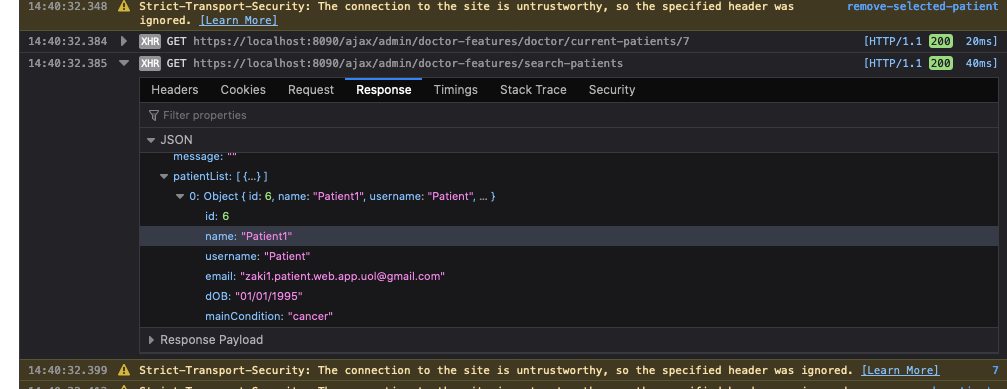 14:40:32.348 Strict-Transport-Security: The connection to the site is untrustworthy, so the specified header was remove-selected-patient
ignored. [Learn More]
14:40:32.384 XHR GET https://localhost:8090/ajax/admin/doctor-features/doctor/current-patients/7 [HTTP/1.1 200 20ms]
14:40:32.385 XHR GET https://localhost:8090/ajax/admin/doctor-features/search-patients [HTTP/1.1 200 40ms]
Headers Cookies Request Response Timings Stack Trace Security
Filter properties
JSON
message: ""
patientList: [ {…} ]
0: Object { id: 6, name: "Patient1", username: "Patient", … }
id: 6
name: "Patient1"
username: "Patient"
email: "zaki1.patient.web.app.uol@gmail.com"
dOB: "01/01/1995"
mainCondition: "cancer"
Response Payload
14:40:32.399 Strict-Transport-Security: The connection to the site is untrustworthy, so the specified header was ignored. [Learn More] 7